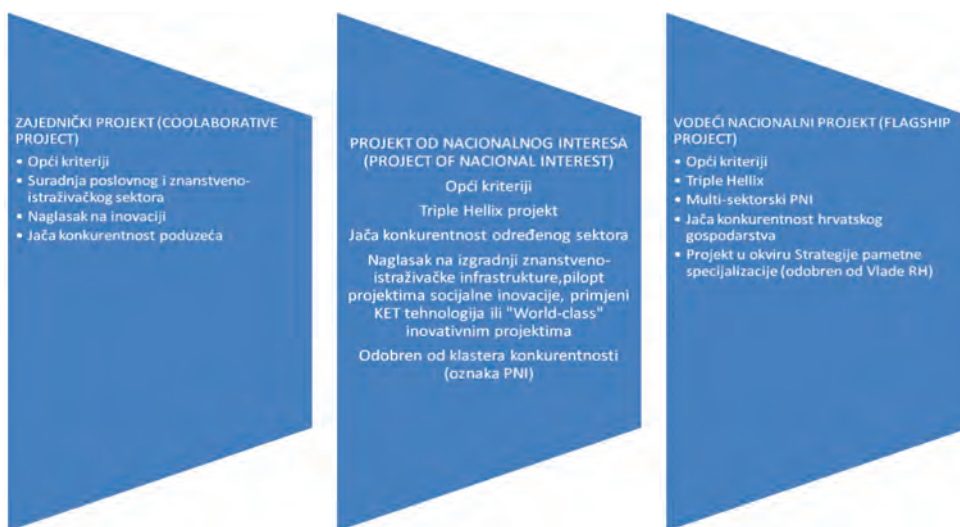 ZAJEDNIČKI PROJEKT (COOLABORATIVE
PROJECT)
• Opći kriteriji
• Suradnja poslovnog i znanstveno-
istraživačkog sektora
• Naglasak na inovaciji
• Jača konkurentnost poduzeća
PROJEKT OD NACIONALNOG INTERESA
(PROJECT OF NACIONAL INTEREST)
Opći kriteriji
Triple Hellix projekt
Jača konkurentnost određenog sektora
Naglasak na izgradnji znanstveno-
istraživačke infrastrukture,pilopt
projektima socijalne inovacije, primjeni
KET tehnologija ili "World-class"
inovativnim projektima
Odobren od klastera konkurentnosti
(oznaka PNI)
VODEĆI NACIONALNI PROJEKT (FLAGSHIP
PROJECT)
• Opći kriteriji
• Triple Hellix
• Multi-sektorski PNI
• Jača konkurentnost hrvatskog
gospodarstva
• Projekt u okviru Strategije pametne
specijalizacije (odobren od Vlade RH)